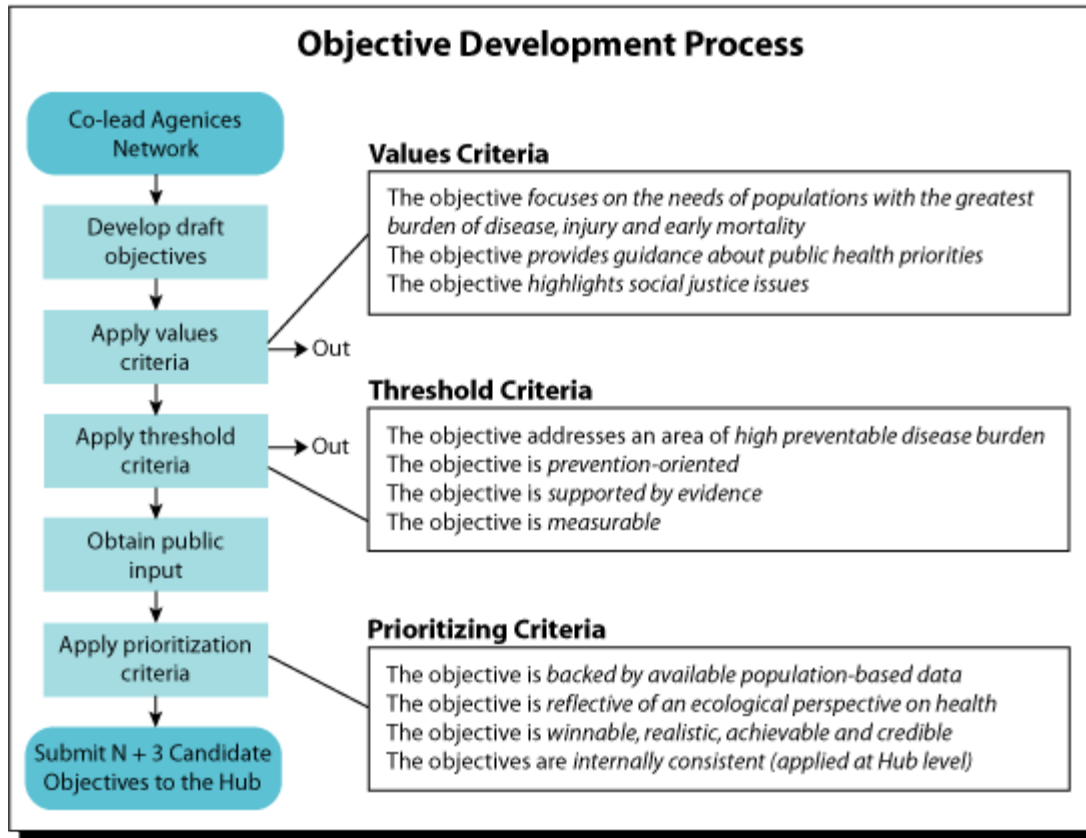 Objective Development Process
Co-lead Agenices
Network
Develop draft
objectives
Apply values
criteria
Out
Apply threshold
criteria
Out
Obtain public
input
Apply prioritization
criteria
Submit N + 3 Candidate
Objectives to the Hub
Values Criteria
The objective focuses on the needs of populations with the greatest
burden of disease, injury and early mortality
The objective provides guidance about public health priorities
The objective highlights social justice issues
Threshold Criteria
The objective addresses an area of high preventable disease burden
The objective is prevention-oriented
The objective is supported by evidence
The objective is measurable
Prioritizing Criteria
The objective is backed by available population-based data
The objective is reflective of an ecological perspective on health
The objective is winnable, realistic, achievable and credible
The objectives are internally consistent (applied at Hub level)